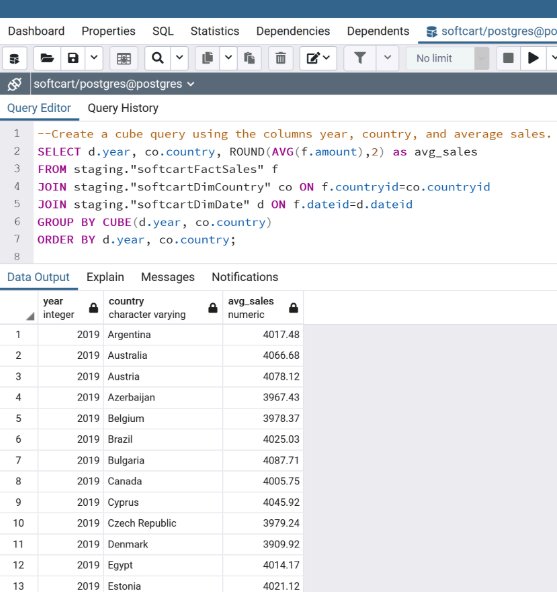 Dashboard Properties SQL Statistics Dependencies Dependents softcart/postgres@po
No limit
softcart/postgres@postgres
Query Editor Query History
1 --Create a cube query using the columns year, country, and average sales.
2 SELECT d.year, co.country, ROUND(AVG(f.amount),2) as avg_sales
3 FROM staging."softcartFactSales" f
4 JOIN staging."softcartDimCountry" co ON f.countryid=co.countryid
5 JOIN staging."softcartDimDate" d ON f.dateid=d.dateid
6 GROUP BY CUBE(d.year, co.country)
7 ORDER BY d.year, co.country;
8
Data Output Explain Messages Notifications
year country avg_sales
integer character varying numeric
1 2019 Argentina 4017.48
2 2019 Australia 4066.68
3 2019 Austria 4078.12
4 2019 Azerbaijan 3967.43
5 2019 Belgium 3978.37
6 2019 Brazil 4025.03
7 2019 Bulgaria 4087.71
8 2019 Canada 4005.75
9 2019 Cyprus 4045.92
10 2019 Czech Republic 3979.24
11 2019 Denmark 3909.92
12 2019 Egypt 4014.17
13 2019 Estonia 4021.12